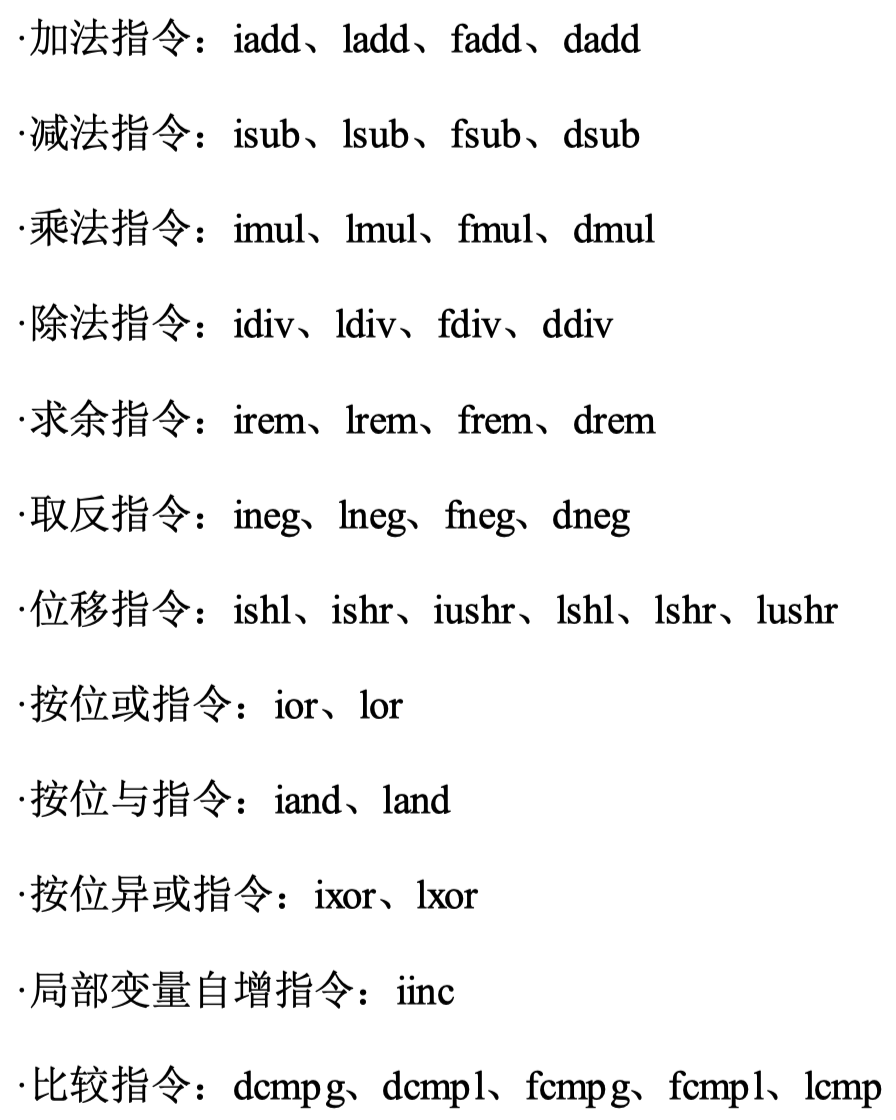 ·加法指令：iadd、ladd、fadd、dadd
·减法指令：isub、lsub、fsub、dsub
·乘法指令：imul、lmul、fmul、dmul
·除法指令：idiv、ldiv、fdiv、ddiv
·求余指令：irem、lrem、frem、drem
·取反指令：ineg、lneg、fneg、dneg
·位移指令：ishl、ishr、iushr、lshl、lshr、lushr
·按位或指令：ior、lor
·按位与指令：iand、land
·按位异或指令：ixor、lxor
·局部变量自增指令：iinc
·比较指令：dcmpg、dcmpl、fcmpg、fcmpl、lcmp